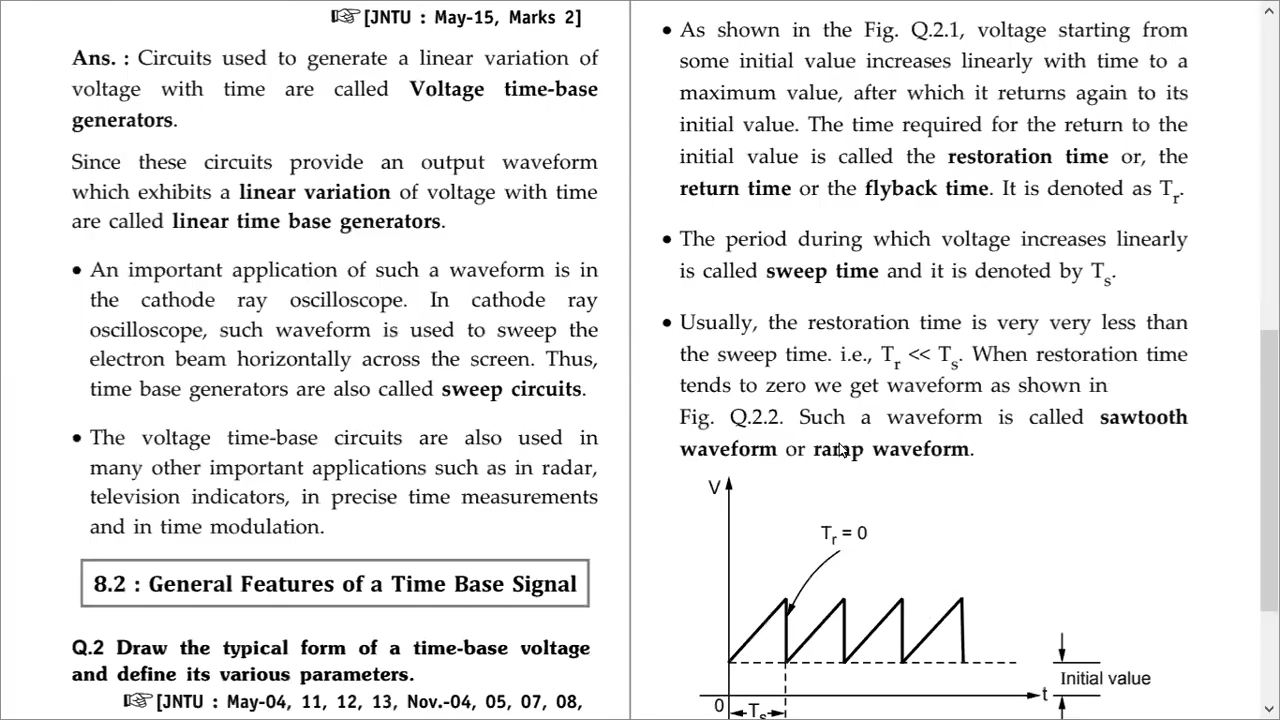 ☞ [JNTU : May-15, Marks 2]
Ans. : Circuits used to generate a linear variation of
voltage with time are called Voltage time-base
generators.
Since these circuits provide an output waveform
which exhibits a linear variation of voltage with time
are called linear time base generators.
• An important application of such a waveform is in
the cathode ray oscilloscope. In cathode ray
oscilloscope, such waveform is used to sweep the
electron beam horizontally across the screen. Thus,
time base generators are also called sweep circuits.
• The voltage time-base circuits are also used in
many other important applications such as in radar,
television indicators, in precise time measurements
and in time modulation.
8.2 : General Features of a Time Base Signal
Q.2 Draw the typical form of a time-base voltage
and define its various parameters.
☞ [JNTU : May-04, 11, 12, 13, Nov.-04, 05, 07, 08,
• As shown in the Fig. Q.2.1, voltage starting from
some initial value increases linearly with time to a
maximum value, after which it returns again to its
initial value. The time required for the return to the
initial value is called the restoration time or, the
return time or the flyback time. It is denoted as Tr.
• The period during which voltage increases linearly
is called sweep time and it is denoted by Ts.
• Usually, the restoration time is very very less than
the sweep time. i.e., Tr << Ts. When restoration time
tends to zero we get waveform as shown in
Fig. Q.2.2. Such a waveform is called sawtooth
waveform or ramp waveform.
V
Tr = 0
Initial value
t
0
Ts